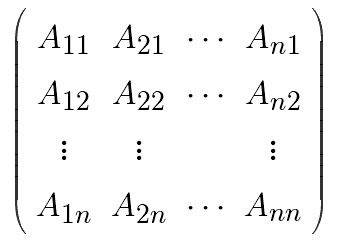 A₁₁ A₂₁ ⋯ Aₙ₁
A₁₂ A₂₂ ⋯ Aₙ₂
⋮ ⋮ ⋮
A₁ₙ A₂ₙ ⋯ Aₙₙ